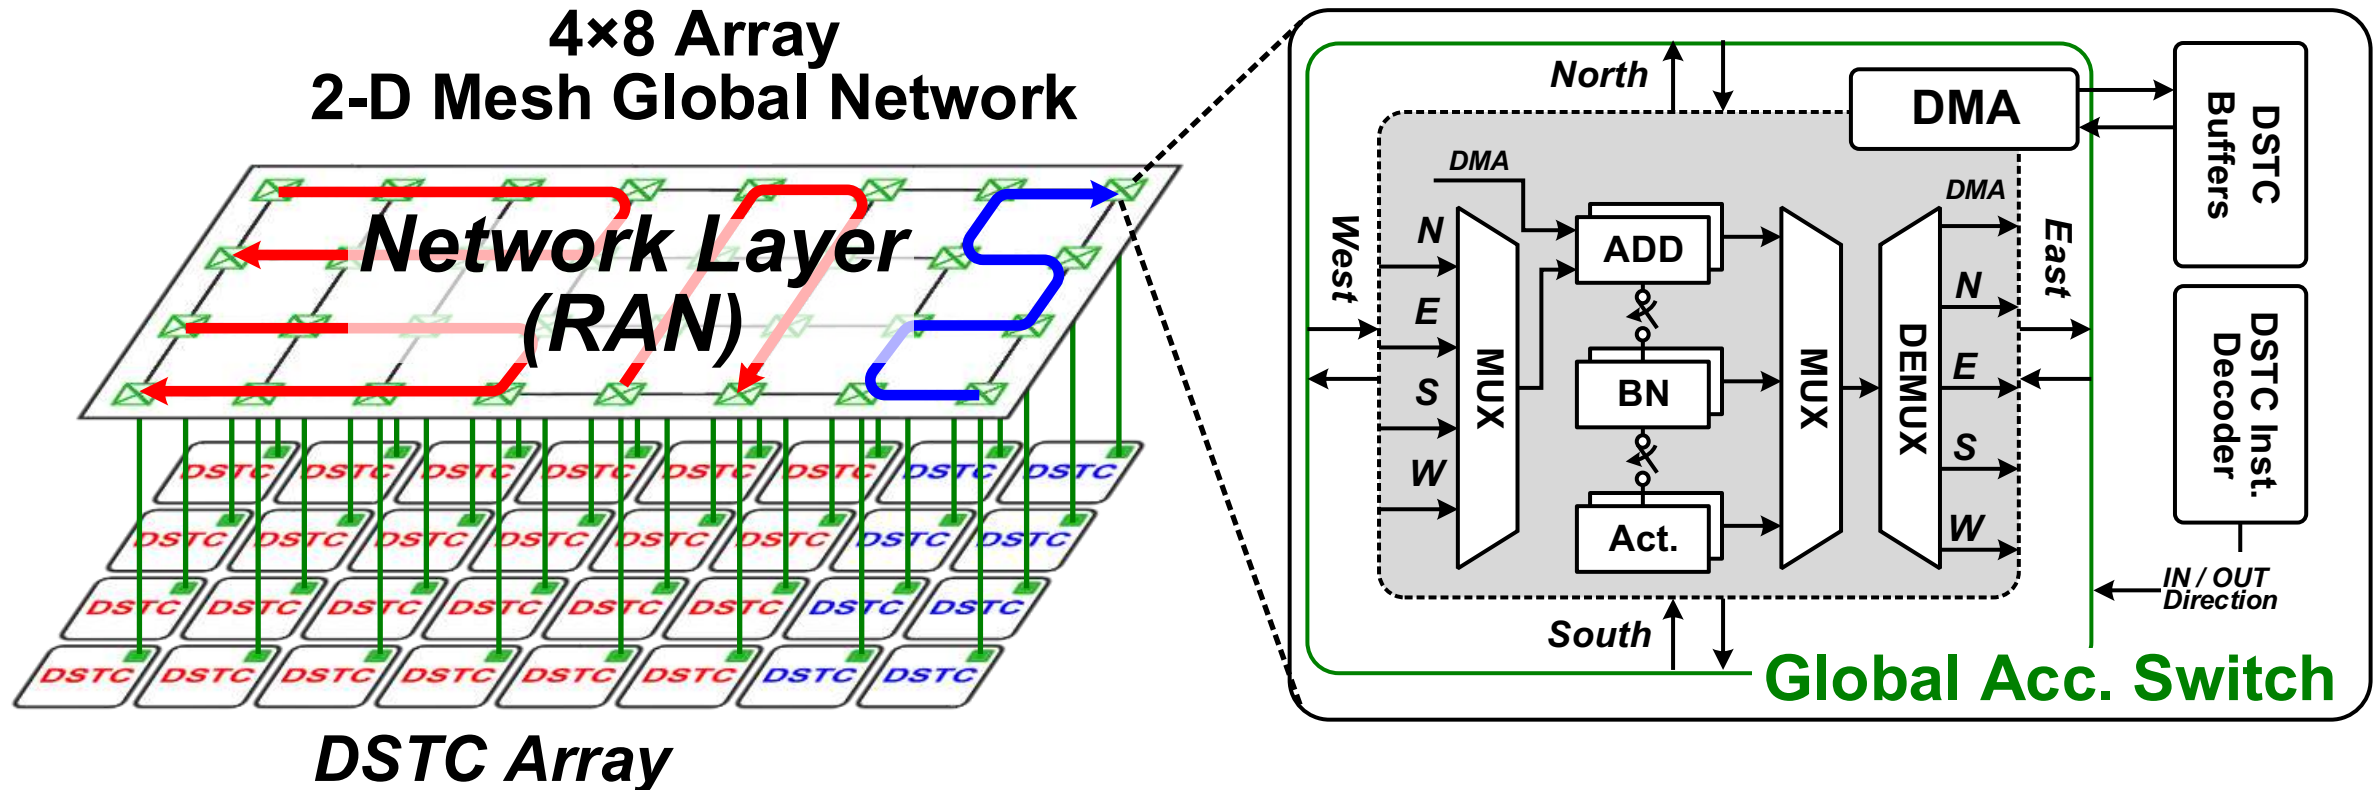 4×8 Array
2-D Mesh Global Network
Network Layer
(RAN)
DSTC DSTC DSTC DSTC DSTC DSTC DSTC DSTC
DSTC DSTC DSTC DSTC DSTC DSTC DSTC DSTC
DSTC DSTC DSTC DSTC DSTC DSTC DSTC DSTC
DSTC DSTC DSTC DSTC DSTC DSTC DSTC DSTC
DSTC Array
North
West
DMA
N
E
S
W
MUX
ADD
BN
Act.
MUX
DEMUX
DMA
DMA
N
E
S
W
East
South
DSTC
Buffers
DSTC Inst.
Decoder
IN / OUT
Direction
Global Acc. Switch